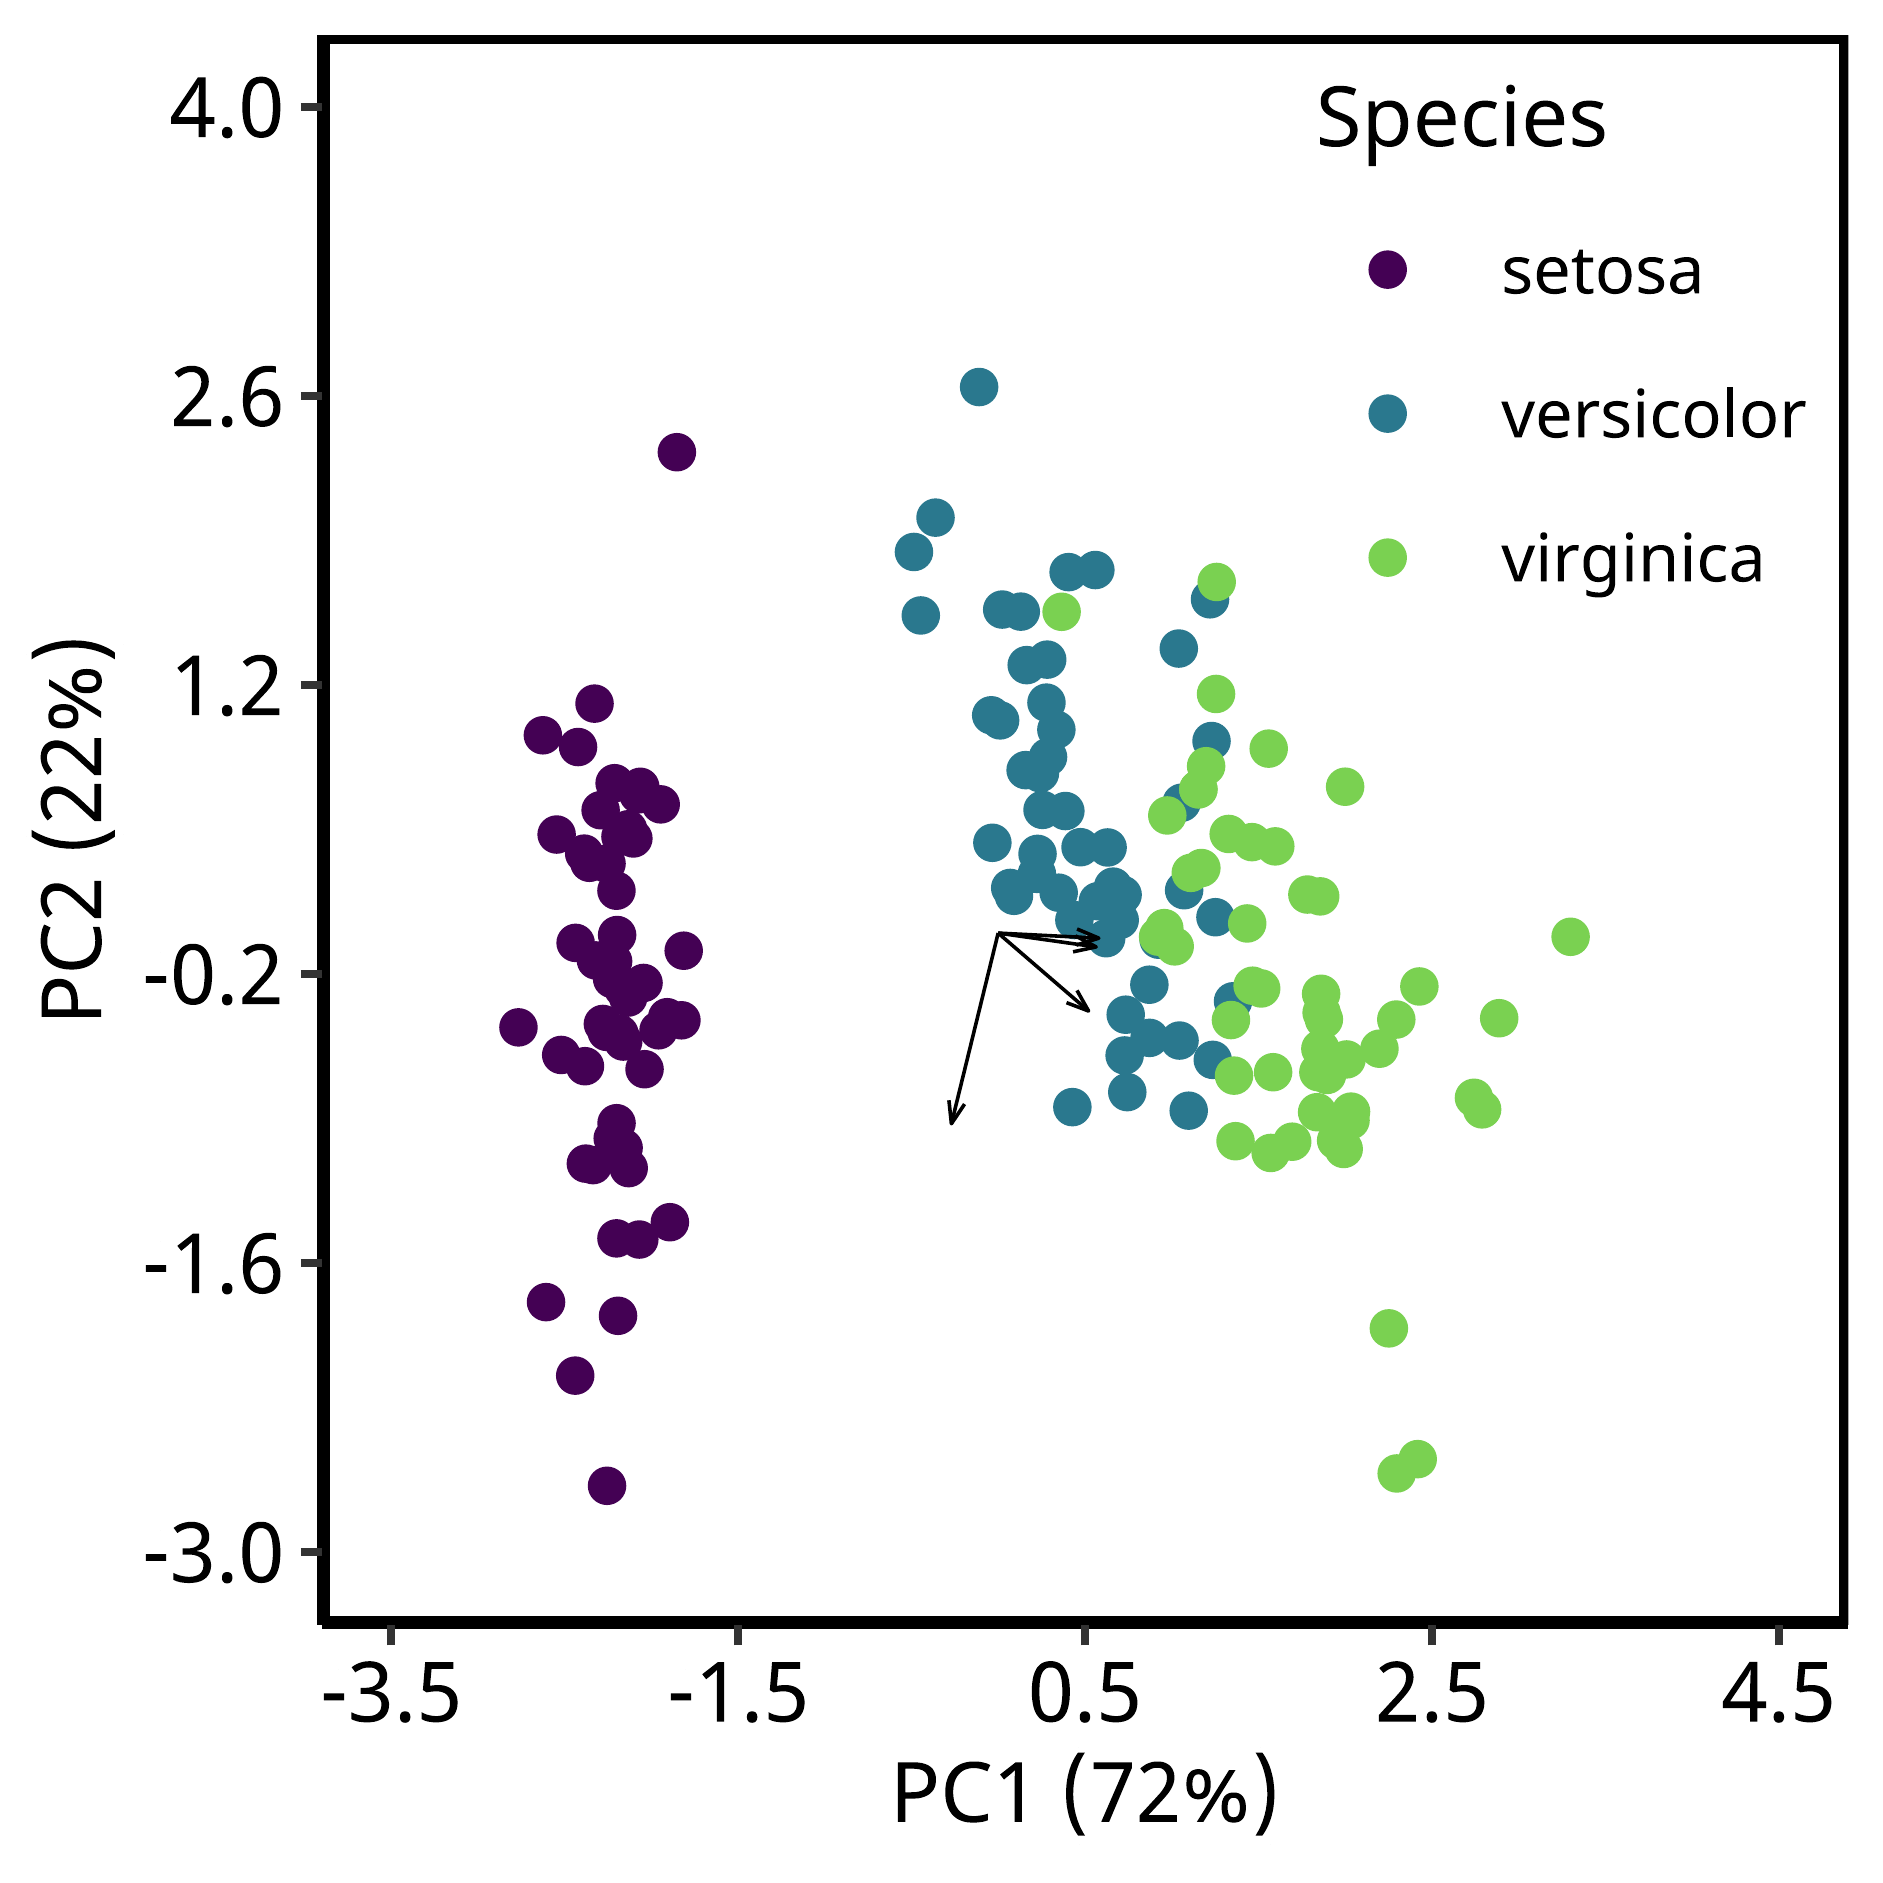 Species
setosa
versicolor
virginica
PC2 (22%)
4.0
2.6
1.2
-0.2
-1.6
-3.0
-3.5 -1.5 0.5 2.5 4.5
PC1 (72%)